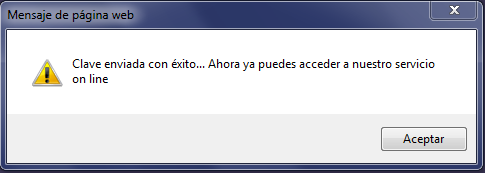 Mensaje de página web
Clave enviada con éxito... Ahora ya puedes acceder a nuestro servicio
on line
Aceptar